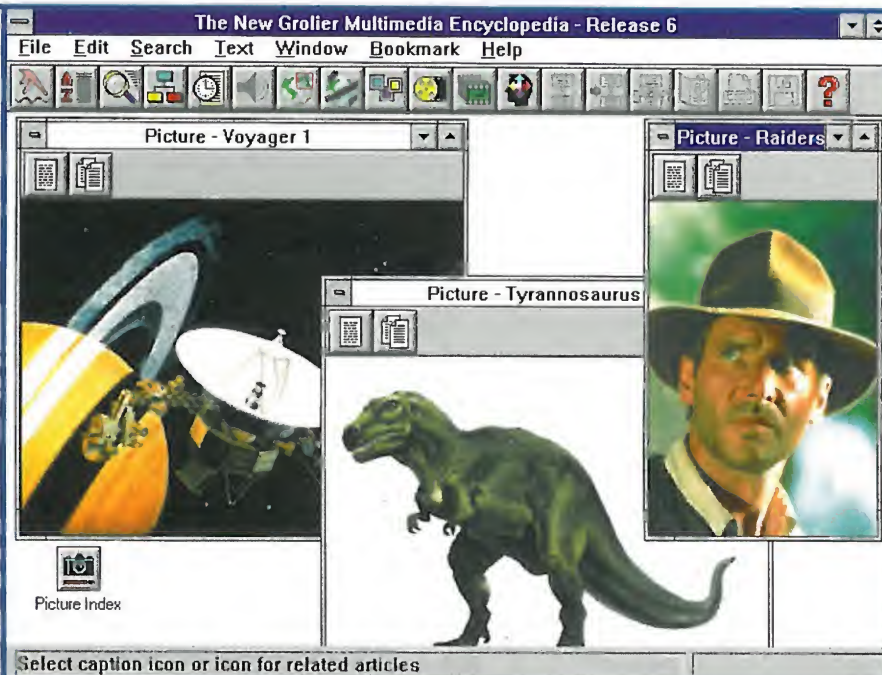 The New Grolier Multimedia Encyclopedia - Release 6
File Edit Search Text Window Bookmark Help
Picture - Voyager 1
Picture - Raiders
Picture - Tyrannosaurus
Picture Index
Select caption icon or icon for related articles